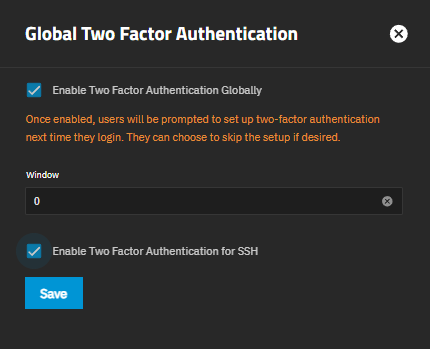 Global Two Factor Authentication
Enable Two Factor Authentication Globally
Once enabled, users will be prompted to set up two-factor authentication
next time they login. They can choose to skip the setup if desired.
Window
0
Enable Two Factor Authentication for SSH
Save